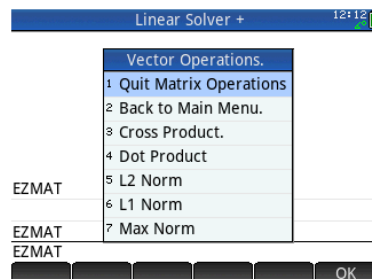 Linear Solver +
12:12
Vector Operations.
1 Quit Matrix Operations
2 Back to Main Menu.
3 Cross Product.
4 Dot Product
5 L2 Norm
6 L1 Norm
7 Max Norm
EZMAT
EZMAT
EZMAT
OK